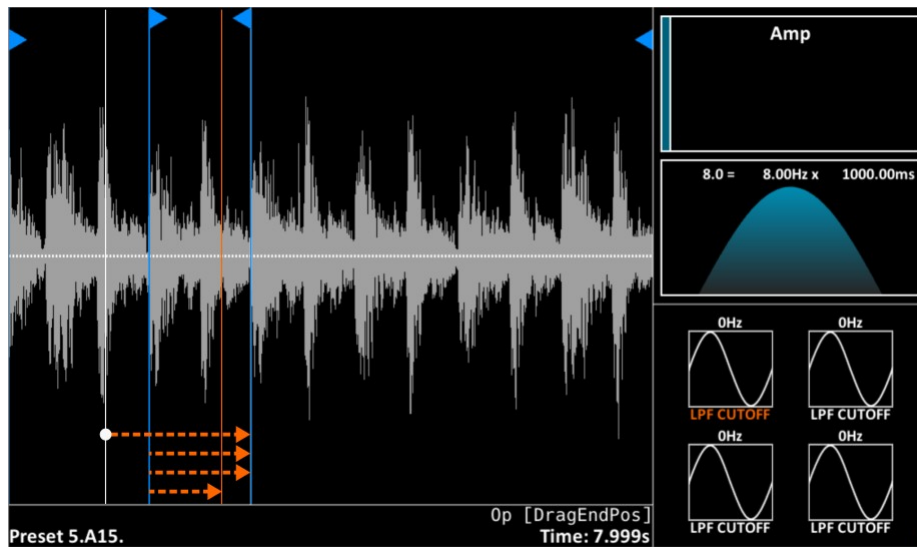 Amp
8.0 = 8.00Hz x 1000.00ms
0Hz 0Hz
LPF CUTOFF LPF CUTOFF
0Hz 0Hz
LPF CUTOFF LPF CUTOFF
Op [DragEndPos]
Preset 5.A15. Time: 7.999s